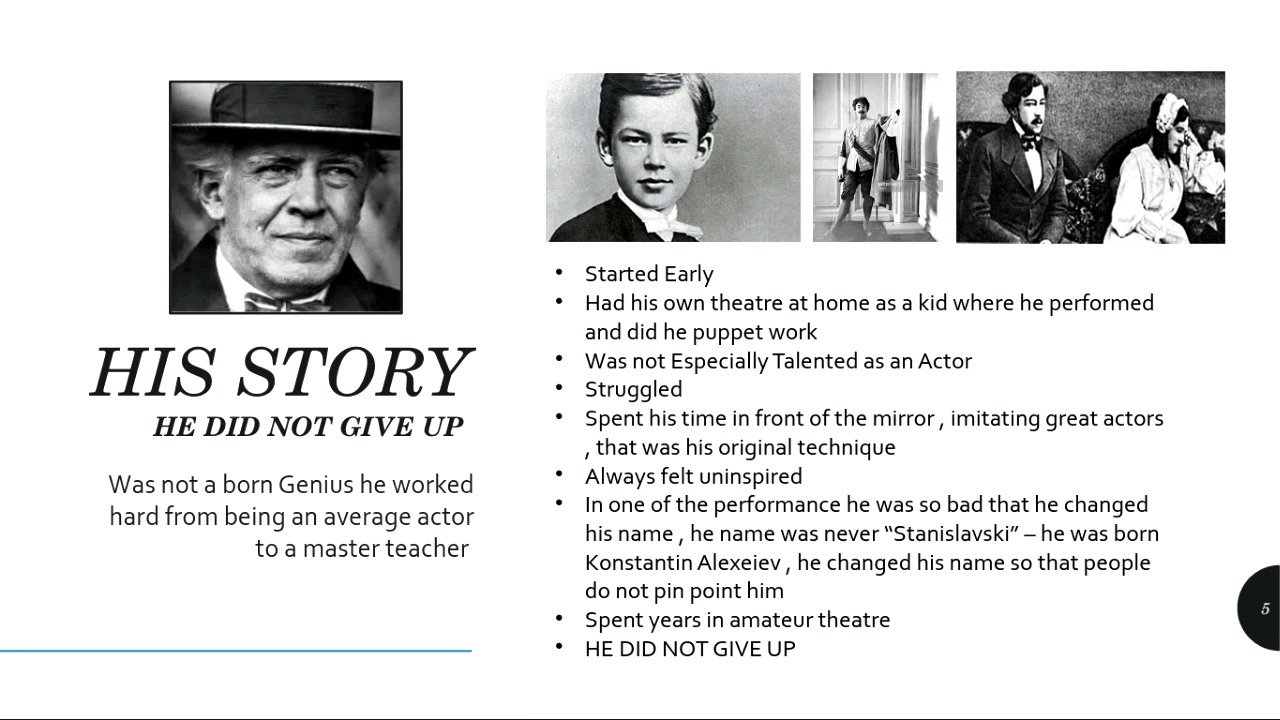 HIS STORY
HE DID NOT GIVE UP
Was not a born Genius he worked
hard from being an average actor
to a master teacher
• Started Early
• Had his own theatre at home as a kid where he performed
and did he puppet work
• Was not Especially Talented as an Actor
• Struggled
• Spent his time in front of the mirror , imitating great actors
, that was his original technique
• Always felt uninspired
• In one of the performance he was so bad that he changed
his name , he name was never “Stanislavski” – he was born
Konstantin Alexeiev , he changed his name so that people
do not pin point him
• Spent years in amateur theatre
• HE DID NOT GIVE UP
5